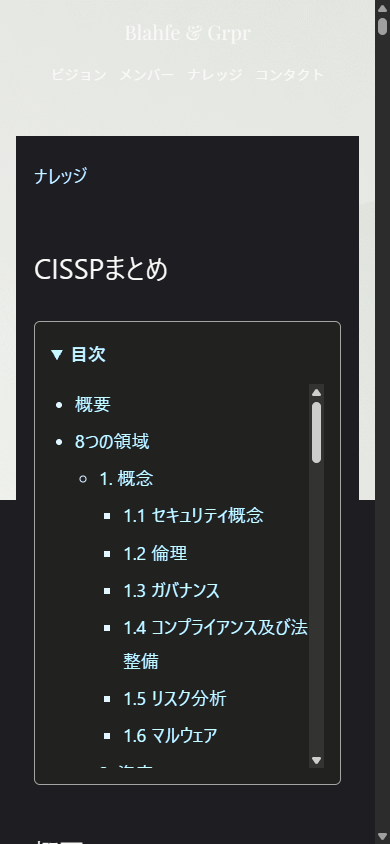 Blahfe & Grpr
ビジョン メンバー ナレッジ コンタクト
ナレッジ
CISSPまとめ
▼ 目次
概要
8つの領域
1. 概念
1.1 セキュリティ概念
1.2 倫理
1.3 ガバナンス
1.4 コンプライアンス及び法
整備
1.5 リスク分析
1.6 マルウェア